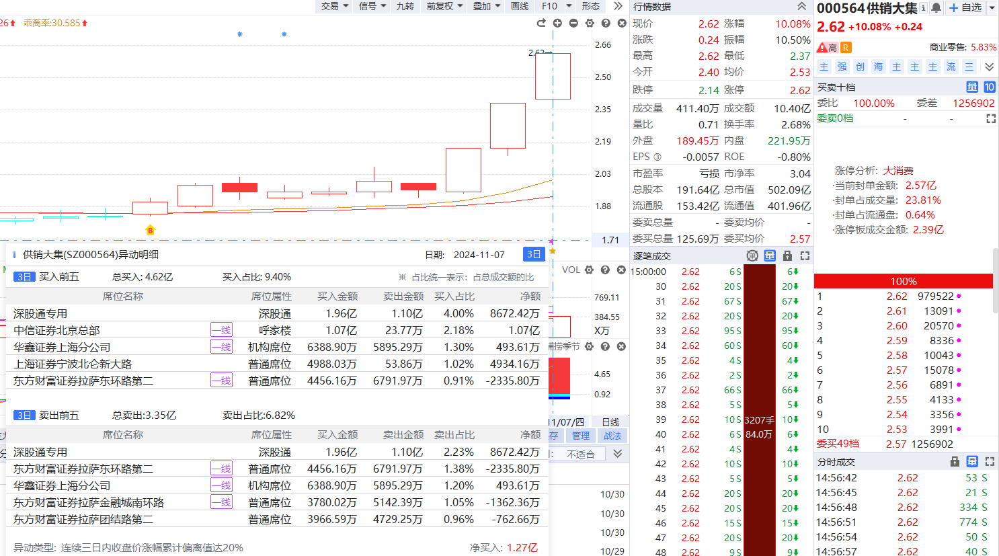 交易 信号 九转 前复权 叠加 画线 F10 形态
26 乖离率:30.585
2.62
2.66
2.50
2.35
2.19
2.03
1.88
1.71
B
供销大集(SZ000564)异动明细 日期: 2024-11-07 3日
3日 买入前五 总买入: 4.62亿 买入占比: 9.40% ※ 占比统一表示：占总成交额的比
席位名称 席位属性 买入金额 卖出金额 买入占比 净额
深股通专用 深股通 1.96亿 1.10亿 4.00% 8672.42万
中信证券北京总部 一线 呼家楼 1.07亿 23.77万 2.18% 1.07亿
华鑫证券上海分公司 一线 机构席位 6388.90万 5895.29万 1.30% 493.61万
上海证券宁波北仑新大路 普通席位 4988.03万 53.86万 1.02% 4934.16万
东方财富证券拉萨东环路第二 一线 普通席位 4456.16万 6791.97万 0.91% -2335.80万
3日 卖出前五 总卖出:3.35亿 卖出占比:6.82%
席位名称 席位属性 买入金额 卖出金额 卖出占比 净额
深股通专用 深股通 1.96亿 1.10亿 2.23% 8672.42万
东方财富证券拉萨东环路第二 一线 普通席位 4456.16万 6791.97万 1.38% -2335.80万
华鑫证券上海分公司 一线 机构席位 6388.90万 5895.29万 1.20% 493.61万
东方财富证券拉萨金融城南环路 一线 普通席位 3780.02万 5142.39万 1.05% -1362.36万
东方财富证券拉萨团结路第二 普通席位 3966.59万 4729.25万 0.96% -762.66万
异动类型: 连续三日内收盘价涨幅累计偏离值达20% 净买入: 1.27亿
VOL
769.11
384.55
X万
捕捞季节
4.65
0.92
11/07/四 日线
存 管理 战法
不适合
10/30
10/30
10/30
10/29
行情数据
现价 2.62 涨幅 10.08%
涨跌 0.24 振幅 10.50%
最高 2.62 最低 2.37
今开 2.40 均价 2.53
跌停 2.14 涨停 2.62
成交量 411.40万 成交额 10.40亿
量比 0.71 换手率 2.68%
外盘 189.45万 内盘 221.95万
EPS ③ -0.0057 ROE -0.80%
市盈率 亏损 市净率 3.04
总股本 191.64亿 总市值 502.09亿
流通股 153.42亿 流通值 401.96亿
委卖总量 - 委卖均价 -
委买总量 125.69万 委买均价 2.57
逐笔成交 单 量
15:00:00 2.62 6 S 6
30 2.62 20 S 20
31 2.62 67 S 67
32 2.62 20 S 20
33 2.62 95 S 95
34 2.62 60 S 60
35 2.62 4 S 4
36 2.62 2 S 2
37 2.62 66 S 66
38 2.62 5 S 5
39 2.62 10 S 3207手 10
40 2.62 6 S 84.0万 6
41 2.62 4 S 4
42 2.62 10 S 10
43 2.62 5 S 5
44 2.62 20 S 20
45 2.62 20 S 20
46 2.62 15 S 15
47 2.62 20 S 20
48 2.62 9 S 9
000564供销大集 自选
2.62 +10.08% +0.24
高 R 商业零售: 5.83%
主 强 创 海 主 主 主 流 三
买卖十档 量 10
委比 100.00% 委差 1256902
委卖0档 - -
涨停分析: 大消费
·当前封单金额: 2.57亿
·封单占成交量: 23.81%
·封单占流通盘: 0.64%
·涨停板成交金额: 2.39亿
100%
1 2.62 979522
2 2.61 13091
3 2.60 20570
4 2.59 8336
5 2.58 10043
6 2.57 15078
7 2.56 6891
8 2.55 4133
9 2.54 3356
10 2.53 3991
委买49档 2.57 1256902
分时成交 量
14:56:42 2.62 53 S
14:56:45 2.62 21 S
14:56:48 2.62 334 S
14:56:51 2.62 774 S
14:56:54 2.62 50 S
14:56:57 2.62 40 S